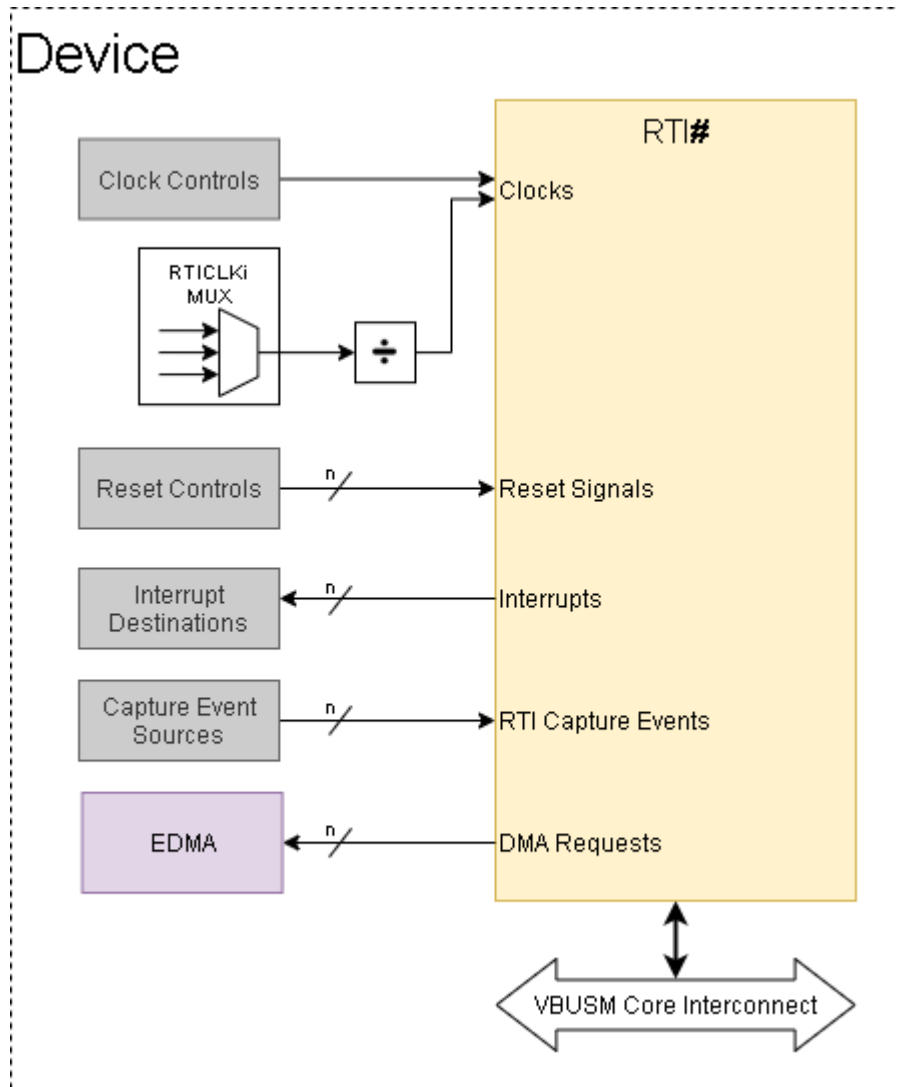 Device
RTI#
Clock Controls
Clocks
RTICLKi
MUX
÷
Reset Controls
n
Reset Signals
Interrupt
Destinations
n
Interrupts
Capture Event
Sources
n
RTI Capture Events
EDMA
n
DMA Requests
VBUSM Core Interconnect